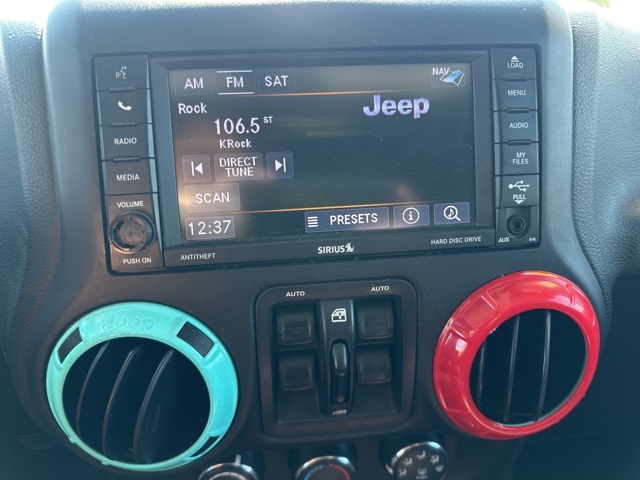 LOAD
MENU
AUDIO
MY
FILES
PULL
AUX
RADIO
MEDIA
VOLUME
PUSH ON
AM FM SAT
NAV
Rock
Jeep
106.5 ST
KRock
DIRECT
TUNE
SCAN
12:37
PRESETS
ANTITHEFT
SIRIUS
HARD DISC DRIVE
AUTO
AUTO
Jeep